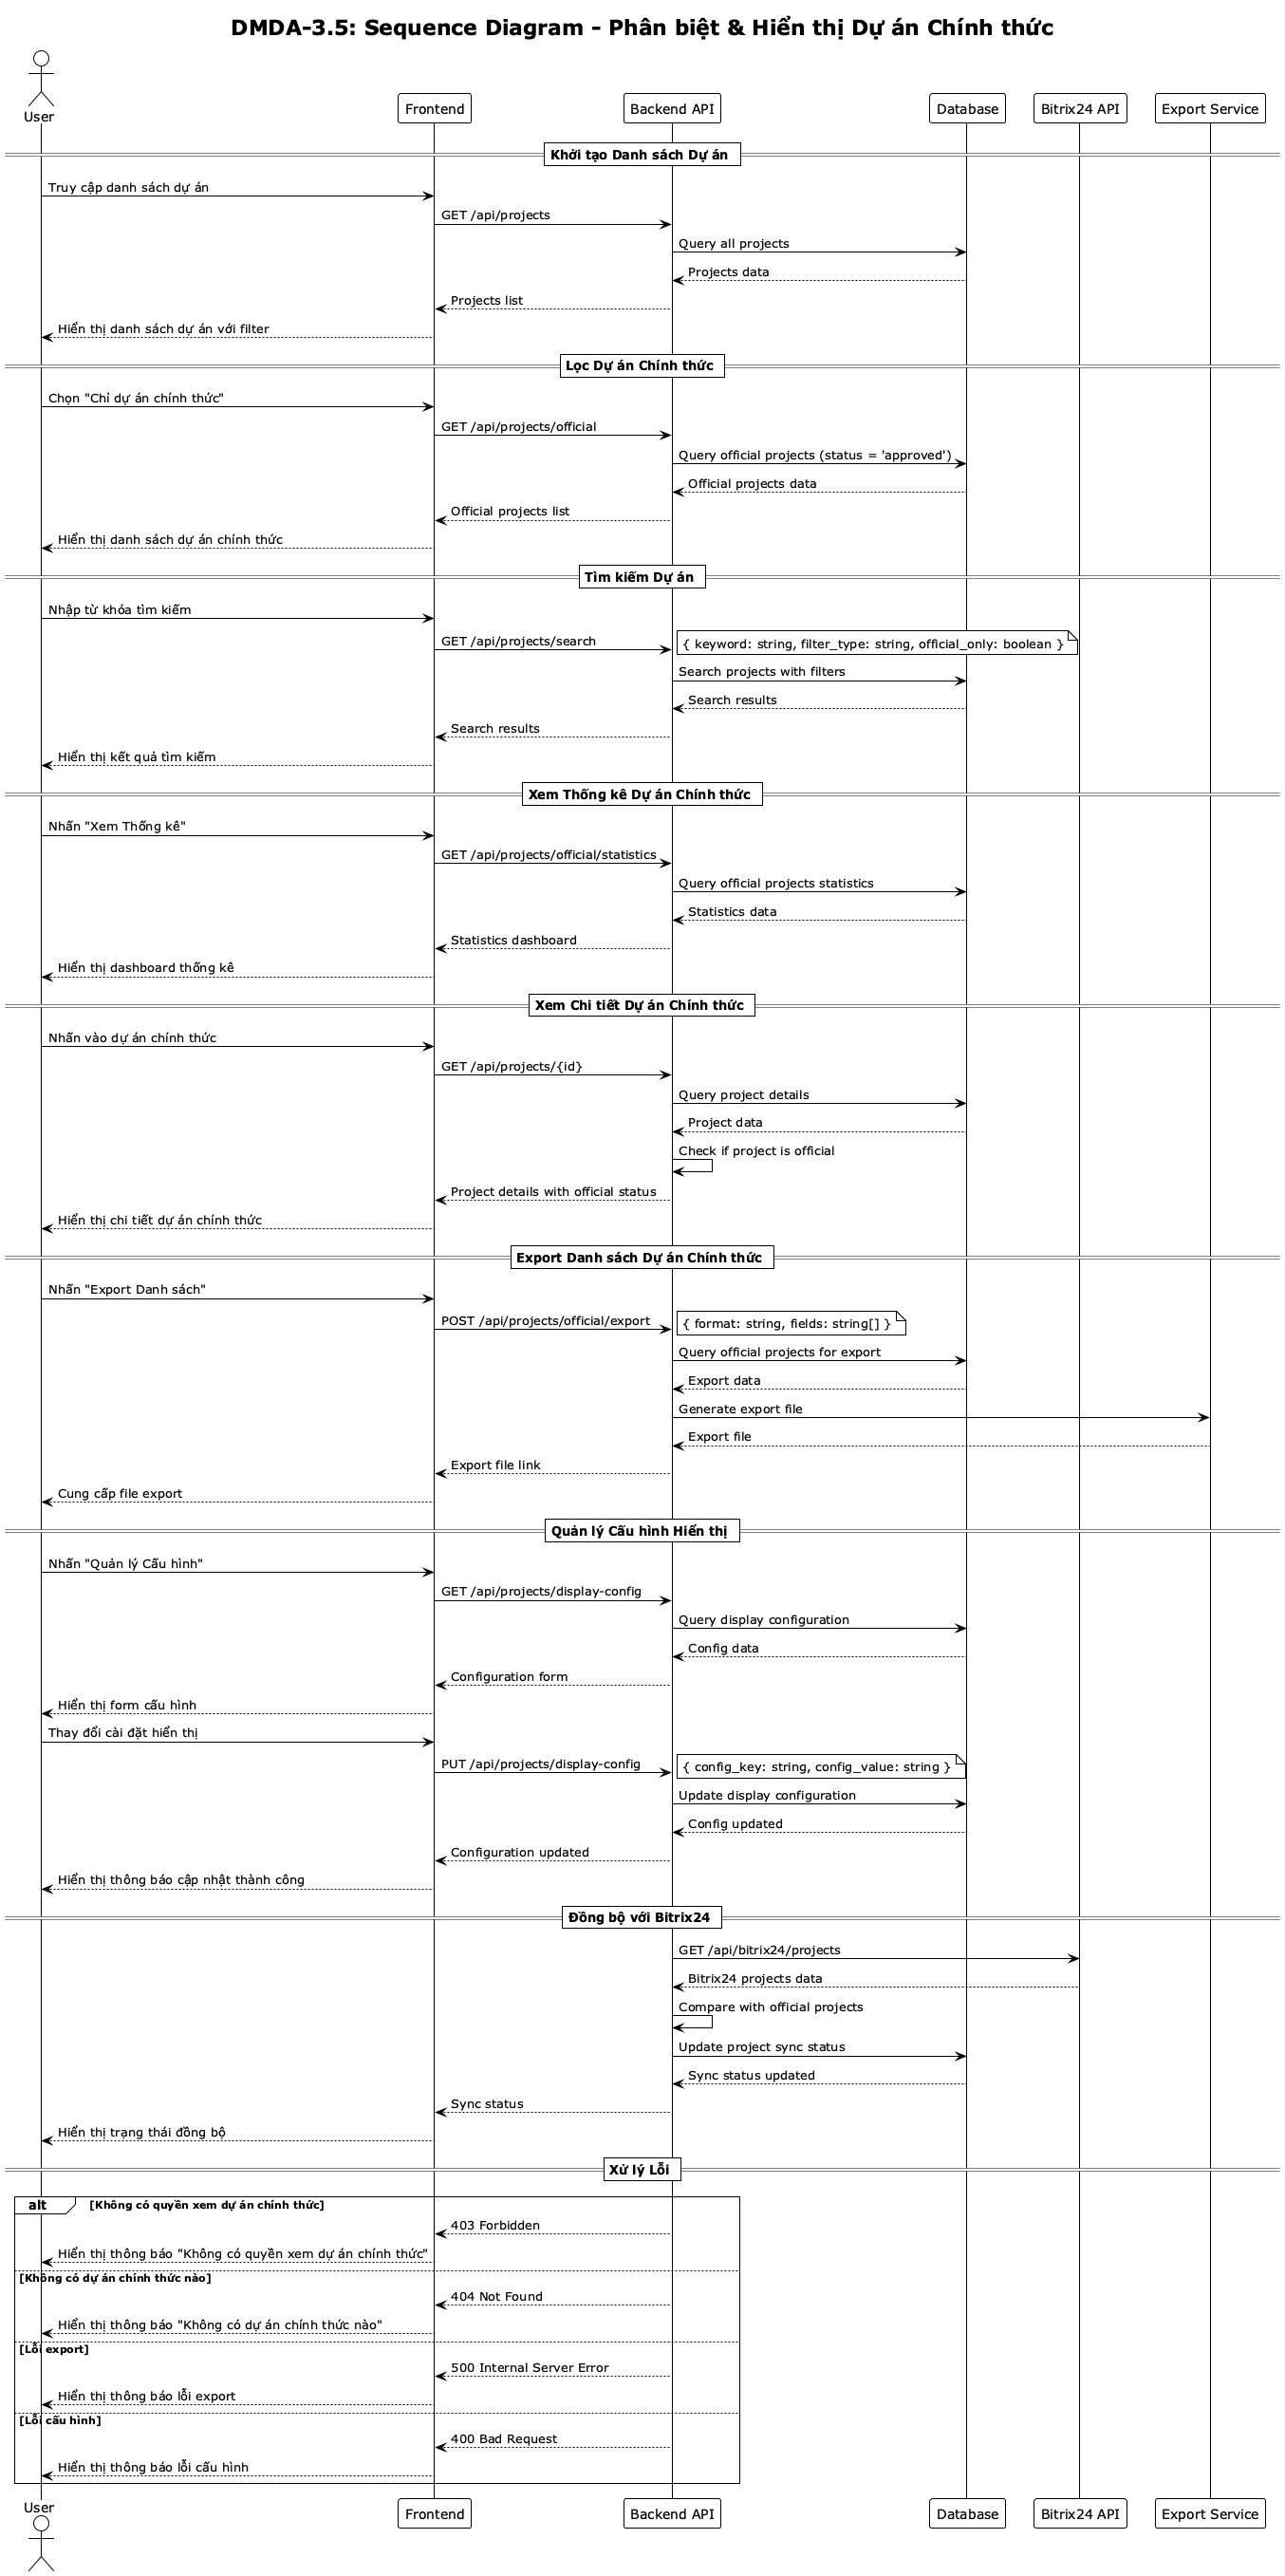 DMDA-3.5: Sequence Diagram - Phân biệt & Hiển thị Dự án Chính thức
User
Frontend
Backend API
Database
Bitrix24 API
Export Service
Khởi tạo Danh sách Dự án
Truy cập danh sách dự án
GET /api/projects
Query all projects
Projects data
Projects list
Hiển thị danh sách dự án với filter
Lọc Dự án Chính thức
Chọn "Chỉ dự án chính thức"
GET /api/projects/official
Query official projects (status = 'approved')
Official projects data
Official projects list
Hiển thị danh sách dự án chính thức
Tìm kiếm Dự án
Nhập từ khóa tìm kiếm
GET /api/projects/search
{ keyword: string, filter_type: string, official_only: boolean }
Search projects with filters
Search results
Search results
Hiển thị kết quả tìm kiếm
Xem Thống kê Dự án Chính thức
Nhấn "Xem Thống kê"
GET /api/projects/official/statistics
Query official projects statistics
Statistics data
Statistics dashboard
Hiển thị dashboard thống kê
Xem Chi tiết Dự án Chính thức
Nhấn vào dự án chính thức
GET /api/projects/{id}
Query project details
Project data
Check if project is official
Project details with official status
Hiển thị chi tiết dự án chính thức
Export Danh sách Dự án Chính thức
Nhấn "Export Danh sách"
POST /api/projects/official/export
{ format: string, fields: string[] }
Query official projects for export
Export data
Generate export file
Export file
Export file link
Cung cấp file export
Quản lý Cấu hình Hiển thị
Nhấn "Quản lý Cấu hình"
GET /api/projects/display-config
Query display configuration
Config data
Configuration form
Hiển thị form cấu hình
Thay đổi cài đặt hiển thị
PUT /api/projects/display-config
{ config_key: string, config_value: string }
Update display configuration
Config updated
Configuration updated
Hiển thị thông báo cập nhật thành công
Đồng bộ với Bitrix24
GET /api/bitrix24/projects
Bitrix24 projects data
Compare with official projects
Update project sync status
Sync status updated
Sync status
Hiển thị trạng thái đồng bộ
Xử lý Lỗi
alt [Không có quyền xem dự án chính thức]
403 Forbidden
Hiển thị thông báo "Không có quyền xem dự án chính thức"
[Không có dự án chính thức nào]
404 Not Found
Hiển thị thông báo "Không có dự án chính thức nào"
[Lỗi export]
500 Internal Server Error
Hiển thị thông báo lỗi export
[Lỗi cấu hình]
400 Bad Request
Hiển thị thông báo lỗi cấu hình
User
Frontend
Backend API
Database
Bitrix24 API
Export Service